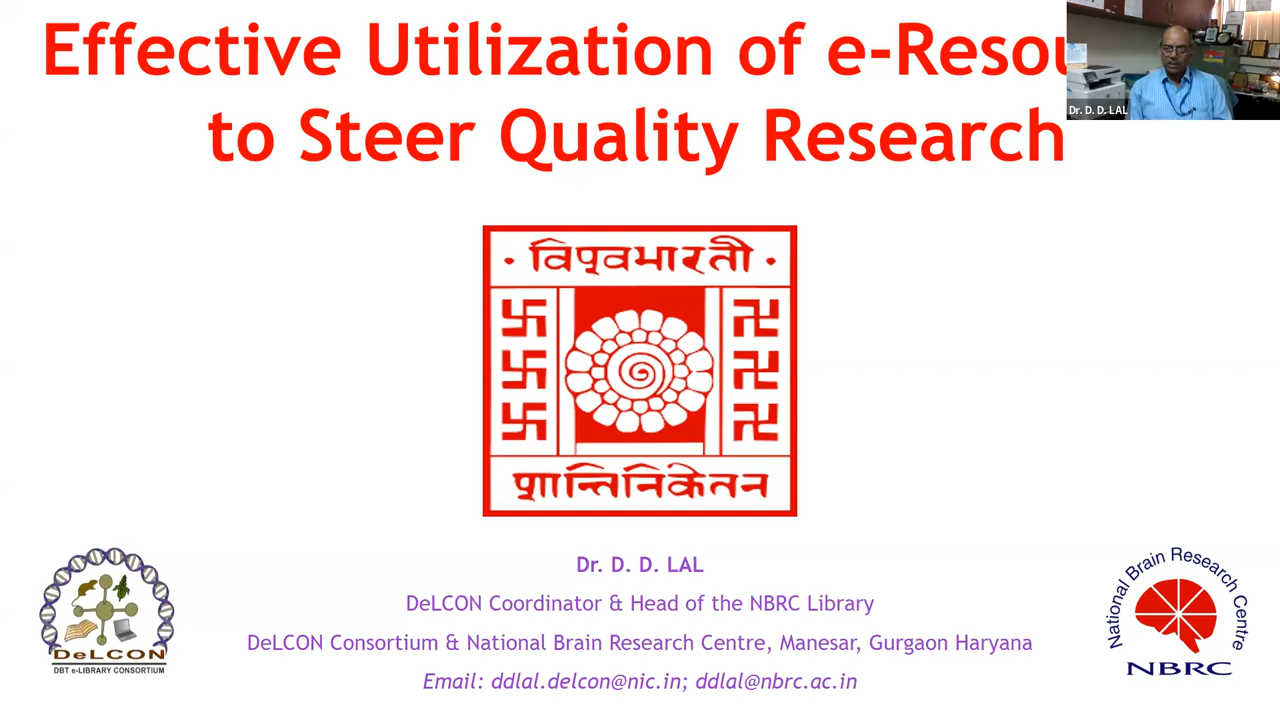 Effective Utilization of e-Resou
to Steer Quality Research
Dr. D. D. LAL
विश्वभारती
शान्तिनिकेतन
DeLCON
DBT e-LIBRARY CONSORTIUM
Dr. D. D. LAL
DeLCON Coordinator & Head of the NBRC Library
DeLCON Consortium & National Brain Research Centre, Manesar, Gurgaon Haryana
Email: ddlal.delcon@nic.in; ddlal@nbrc.ac.in
National Brain Research Centre
NBRC